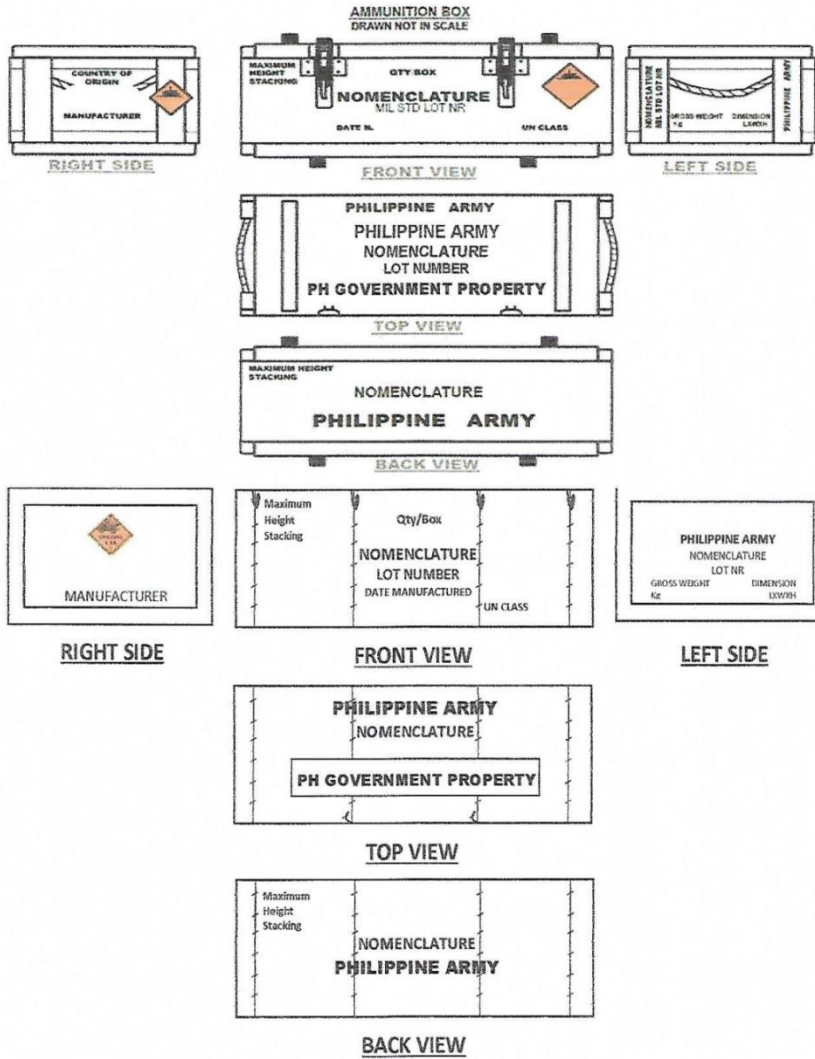 AMMUNITION BOX
DRAWN NOT IN SCALE
COUNTRY OF
ORIGIN
MANUFACTURER
RIGHT SIDE
MAXIMUM
HEIGHT
STACKING
QTY BOX
NOMENCLATURE
MIL STD LOT NR
DATE M.
UN CLASS
FRONT VIEW
NOMENCLATURE
MIL STD LOT NR
GROSS WEIGHT
Kg
DIMENSION
LXWXH
PHILIPPINE ARMY
LEFT SIDE
PHILIPPINE ARMY
PHILIPPINE ARMY
NOMENCLATURE
LOT NUMBER
PH GOVERNMENT PROPERTY
TOP VIEW
MAXIMUM HEIGHT
STACKING
NOMENCLATURE
PHILIPPINE ARMY
BACK VIEW
MANUFACTURER
RIGHT SIDE
Maximum
Height
Stacking
Qty/Box
NOMENCLATURE
LOT NUMBER
DATE MANUFACTURED
UN CLASS
FRONT VIEW
PHILIPPINE ARMY
NOMENCLATURE
LOT NR
GROSS WEIGHT
Kg
DIMENSION
LXWXH
LEFT SIDE
PHILIPPINE ARMY
NOMENCLATURE
PH GOVERNMENT PROPERTY
TOP VIEW
Maximum
Height
Stacking
NOMENCLATURE
PHILIPPINE ARMY
BACK VIEW